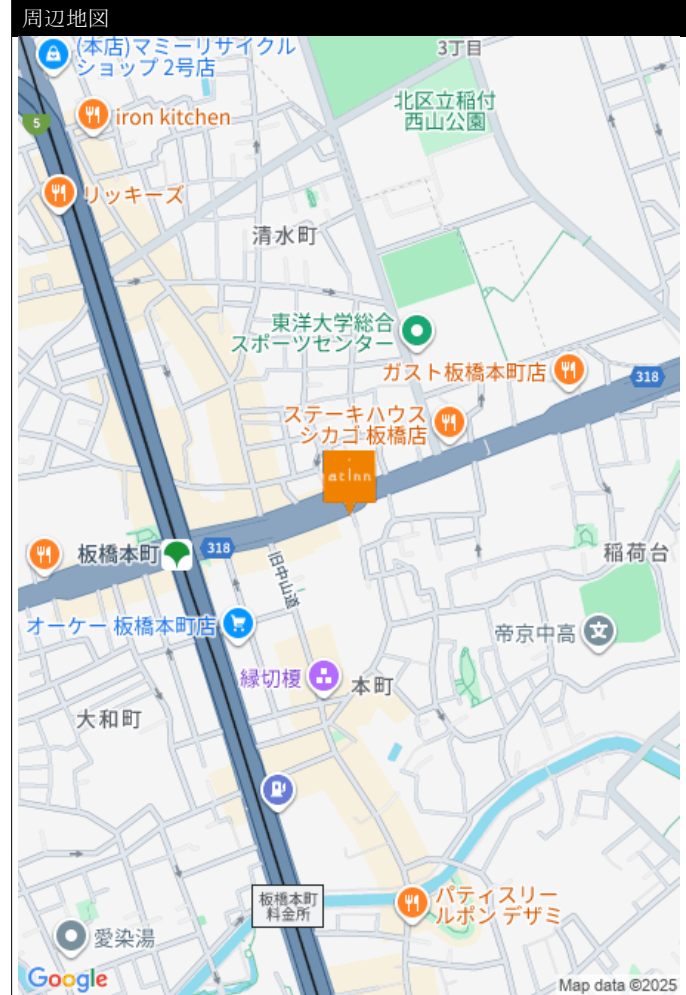 周辺地図
(本店)マミーリサイクル
ショップ 2号店
3丁目
iron kitchen
北区立稲付
西山公園
5
リッキーズ
清水町
東洋大学総合
スポーツセンター
ガスト板橋本町店
318
ステーキハウス
シカゴ 板橋店
at inn
板橋本町
318
稲荷台
旧中山道
オーケー 板橋本町店
帝京中高
文
縁切榎
本町
大和町
板橋本町
料金所
パティスリー
ルポン デザミ
愛染湯
Google
Map data ©2025